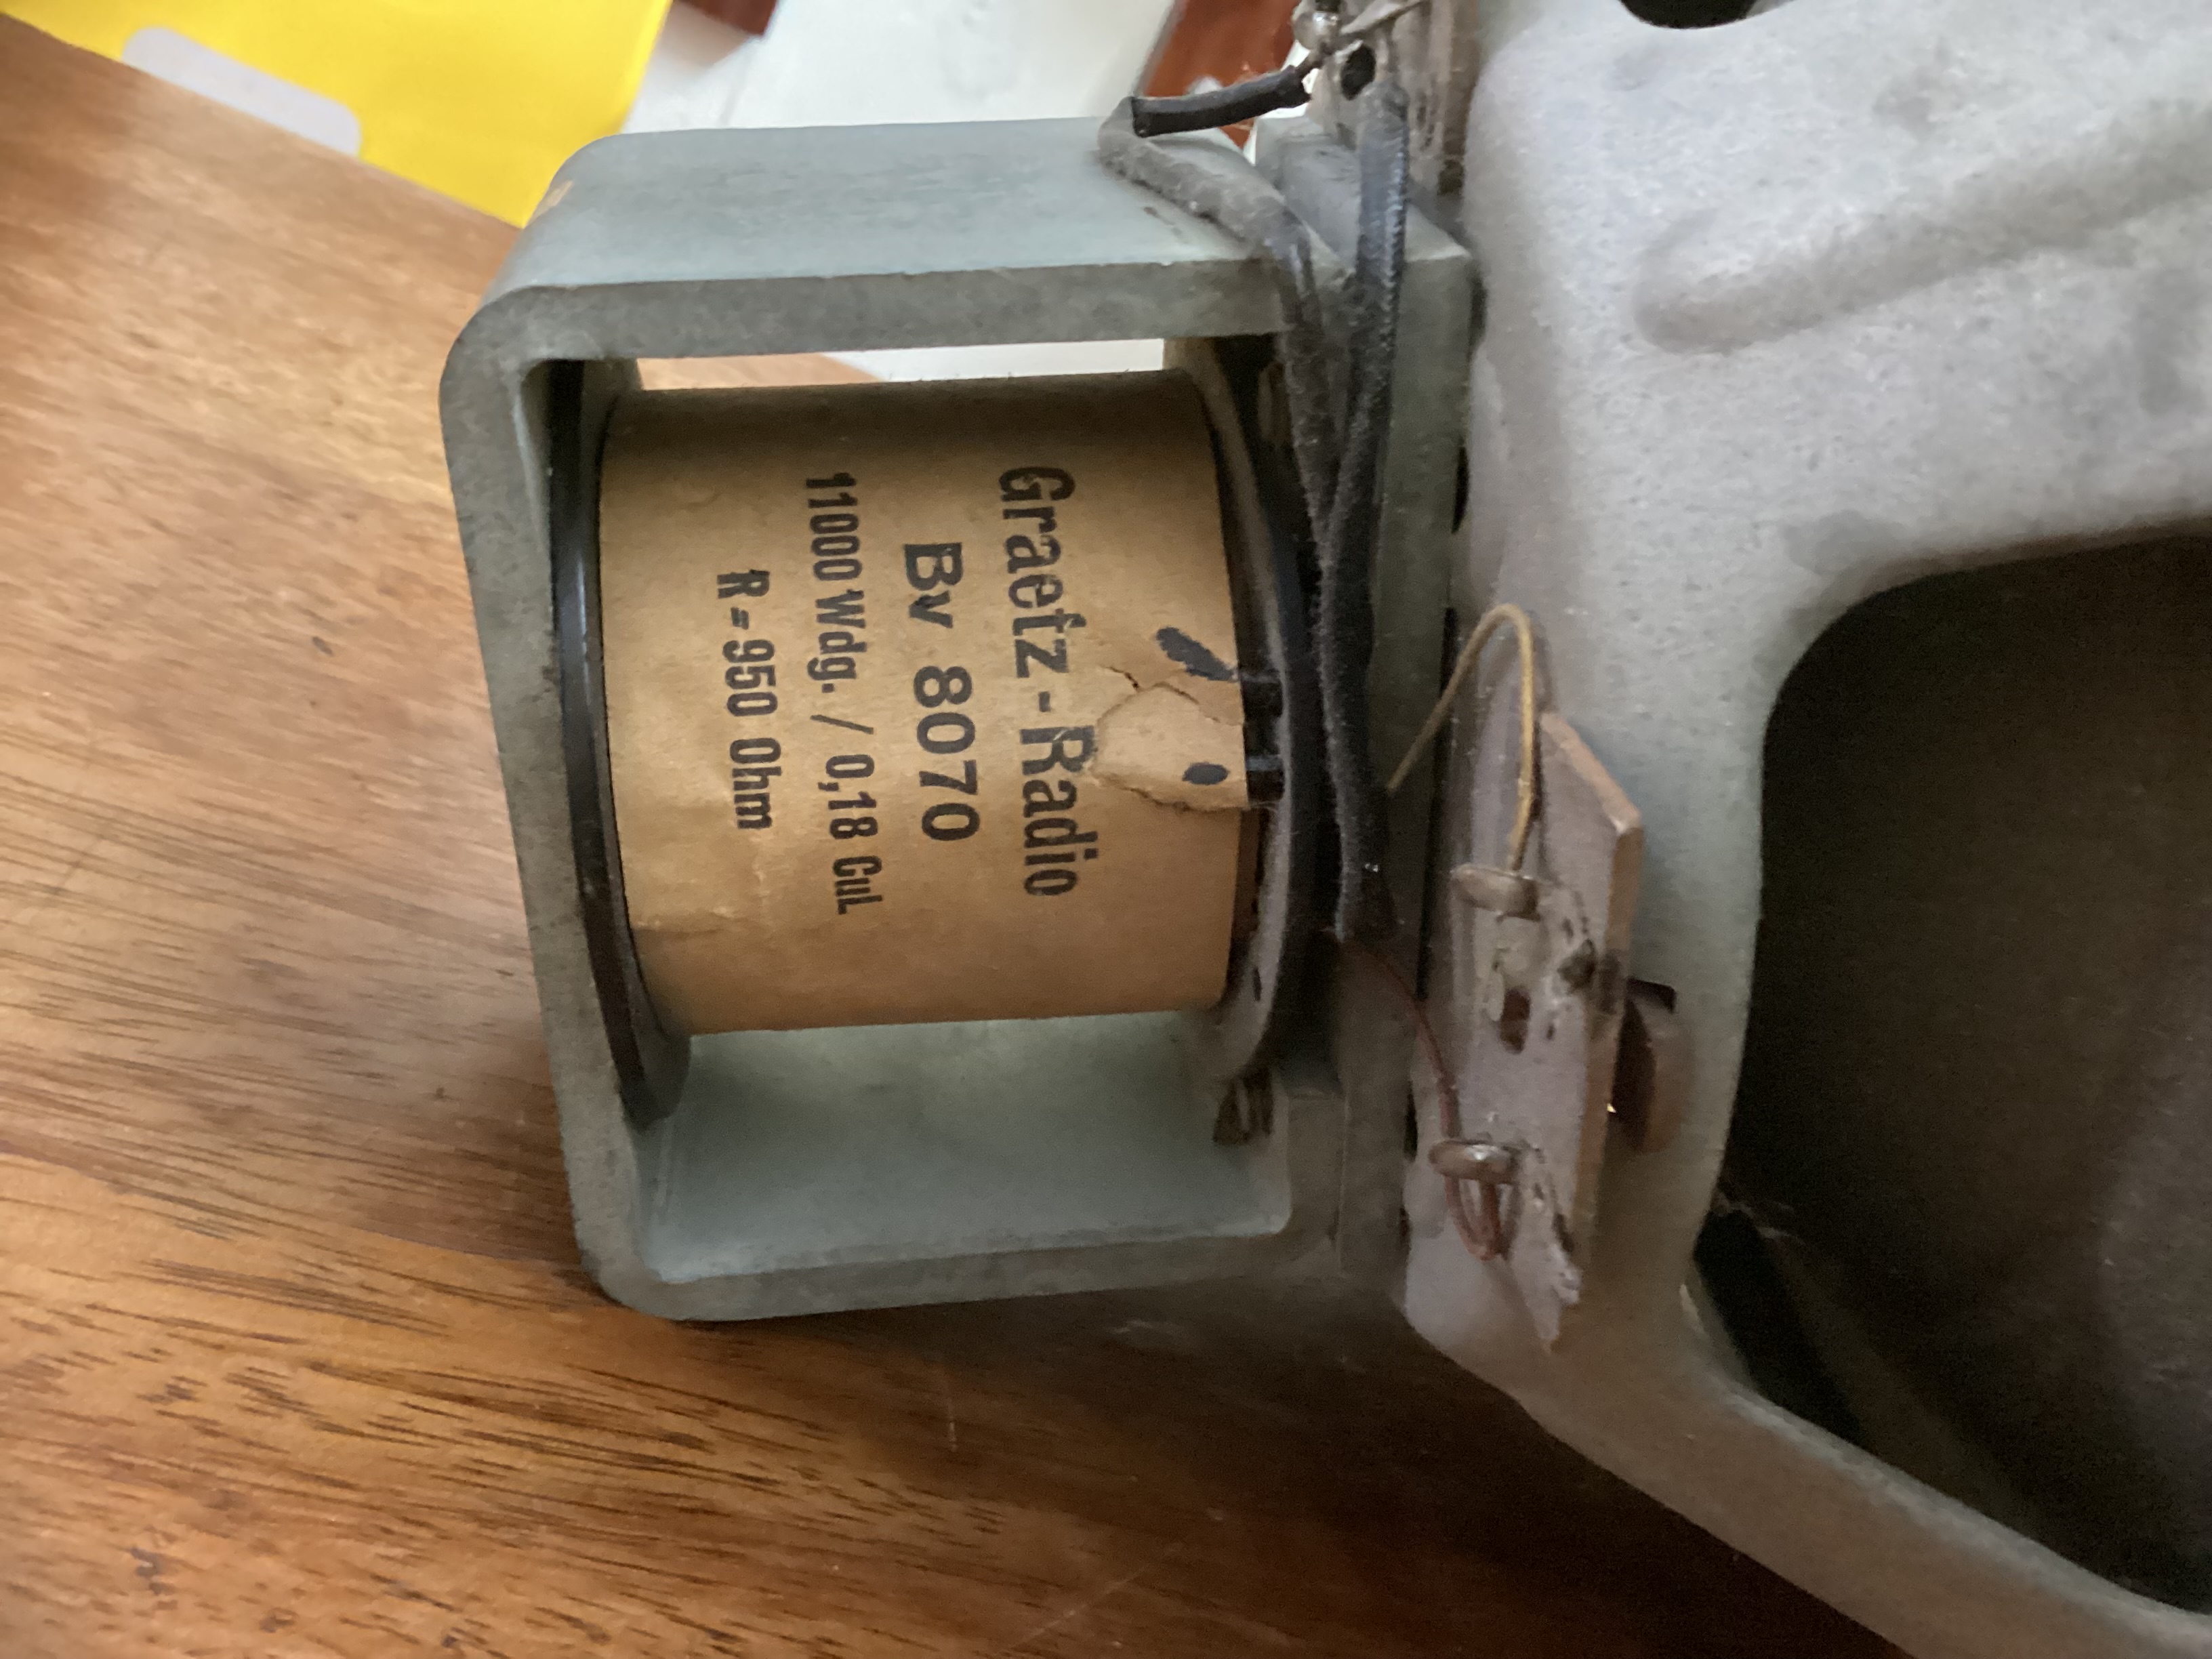 Graetz-Radio
Bv 8070
11000 Wdg. / 0,18 CuL
R = 950 Ohm